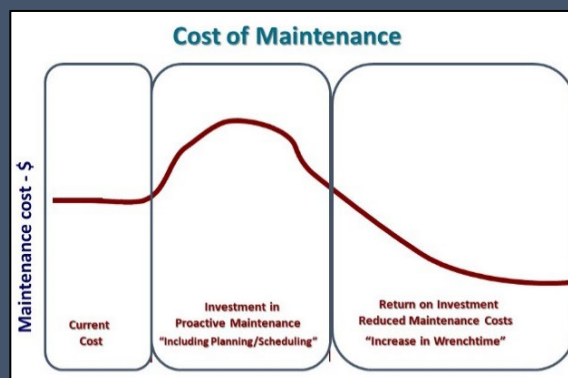 Cost of Maintenance
Maintenance cost - $
Current
Cost
Investment in
Proactive Maintenance
“Including Planning/Scheduling”
Return on Investment
Reduced Maintenance Costs
“Increase in Wrenchtime”